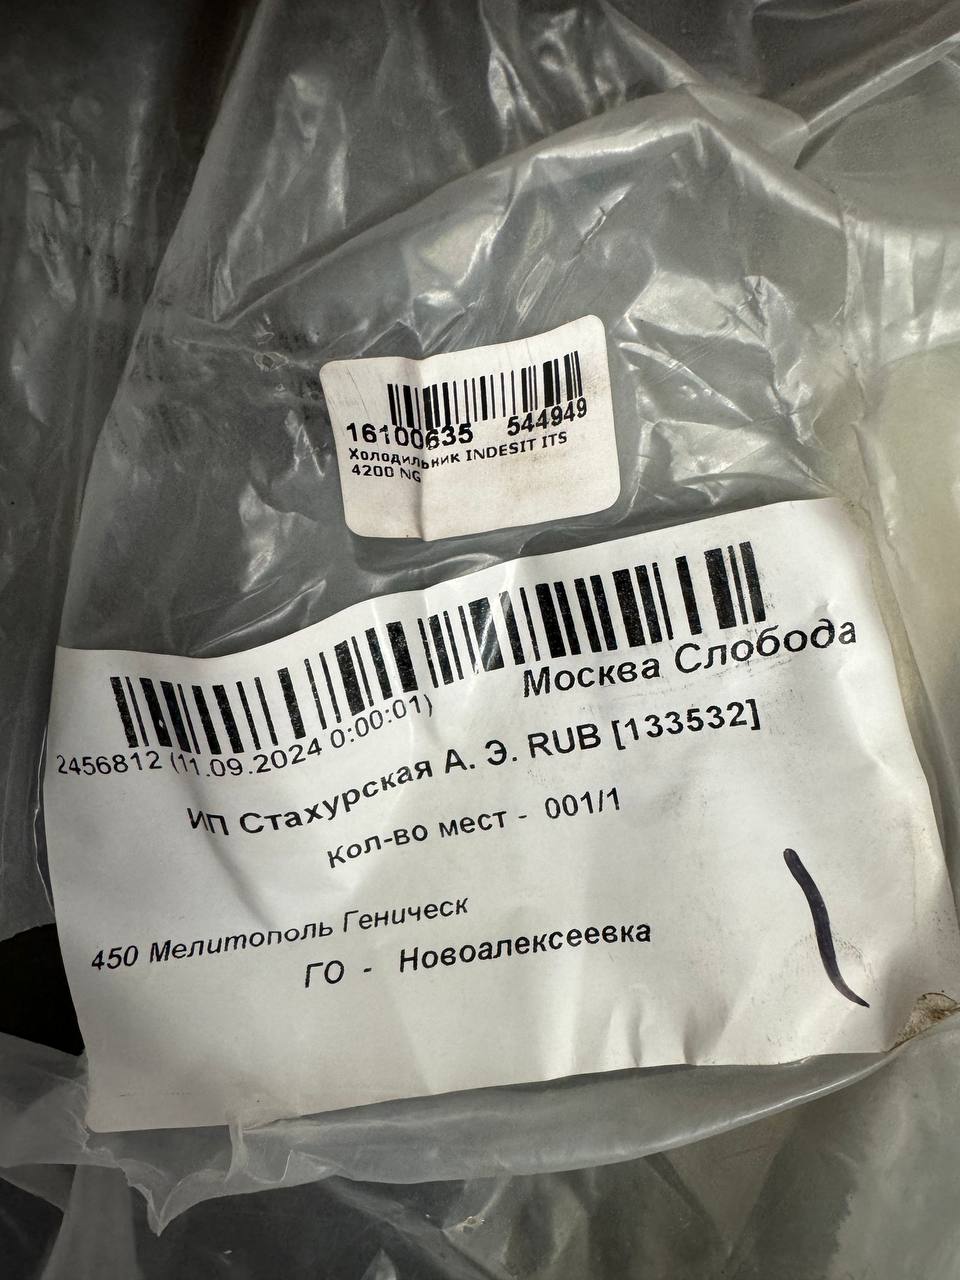 16100635 544949
Холодильник INDESIT ITS
4200 NG
Москва Слобода
2456812 (11.09.2024 0:00:01)
ИП Стахурская А. Э. RUB [133532]
Кол-во мест - 001/1
450 Мелитополь Геническ
ГО - Новоалексеевка